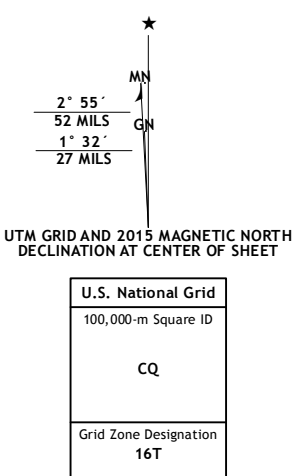 ★
MN
GN
2° 55´
52 MILS
1° 32´
27 MILS
UTM GRID AND 2015 MAGNETIC NORTH
DECLINATION AT CENTER OF SHEET
U.S. National Grid
100,000-m Square ID
CQ
Grid Zone Designation
16T